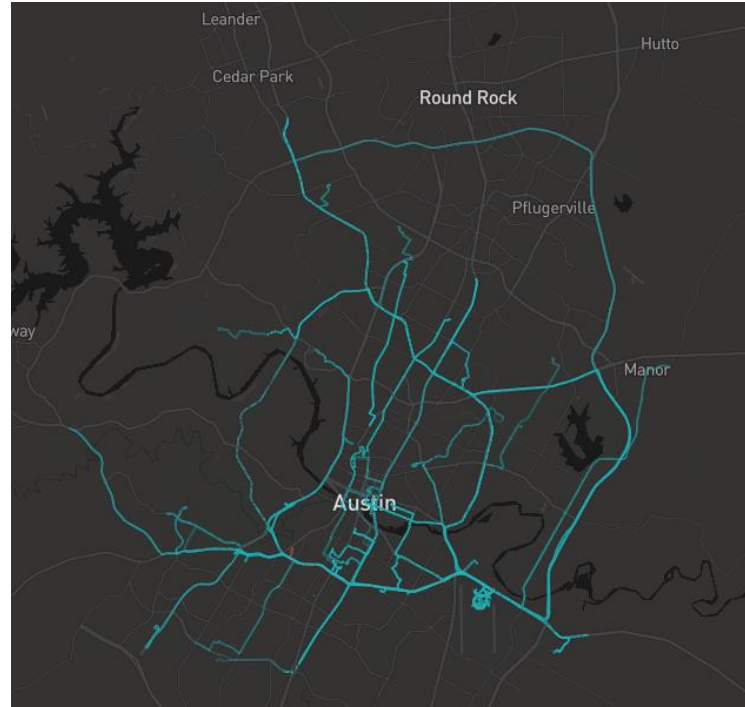 Leander
Hutto
Cedar Park
Round Rock
Pflugerville
way
Manor
Austin